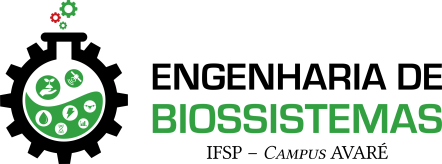 ENGENHARIA DE
BIOSSISTEMAS
IFSP – CAMPUS AVARÉ